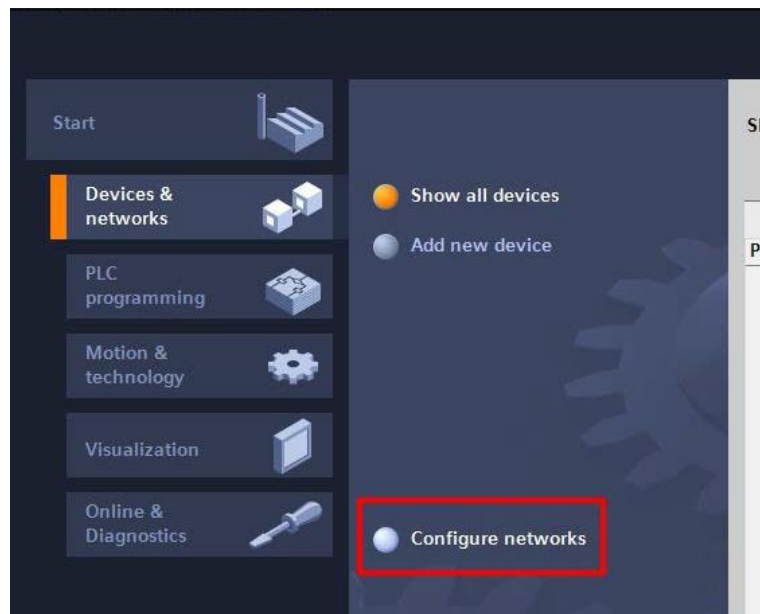 Start
Devices &
networks
PLC
programming
Motion &
technology
Visualization
Online &
Diagnostics
Show all devices
Add new device
Configure networks